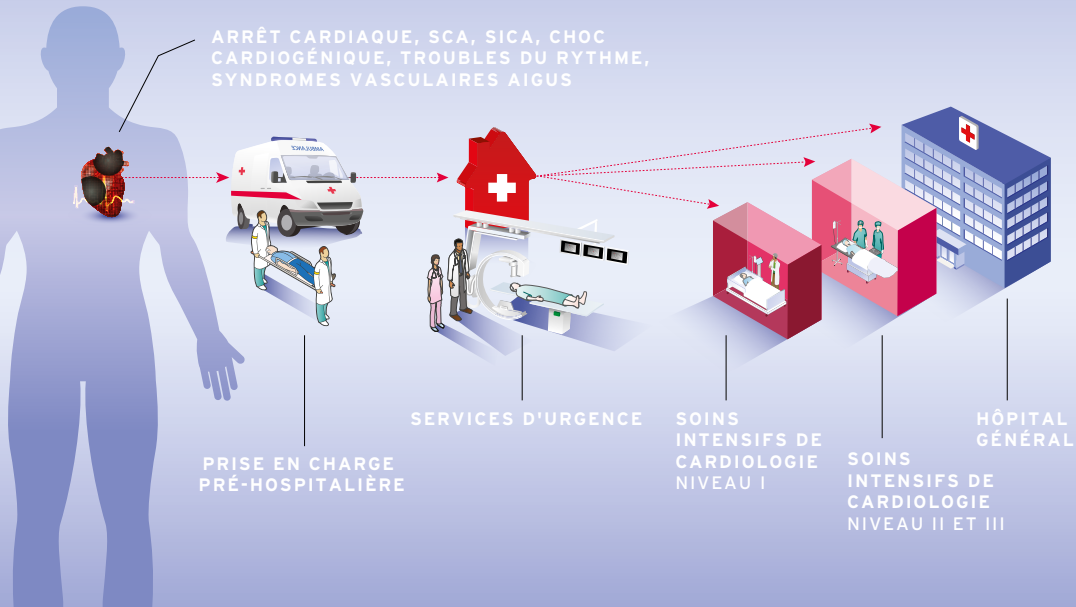 ARRÊT CARDIAQUE, SCA, SICA, CHOC
CARDIOGÉNIQUE, TROUBLES DU RYTHME,
SYNDROMES VASCULAIRES AIGUS
AMBULANCE
SERVICES D'URGENCE
PRISE EN CHARGE
PRÉ-HOSPITALIÈRE
SOINS
INTENSIFS DE
CARDIOLOGIE
NIVEAU I
SOINS
INTENSIFS DE
CARDIOLOGIE
NIVEAU II ET III
HÔPITAL
GÉNÉRAL